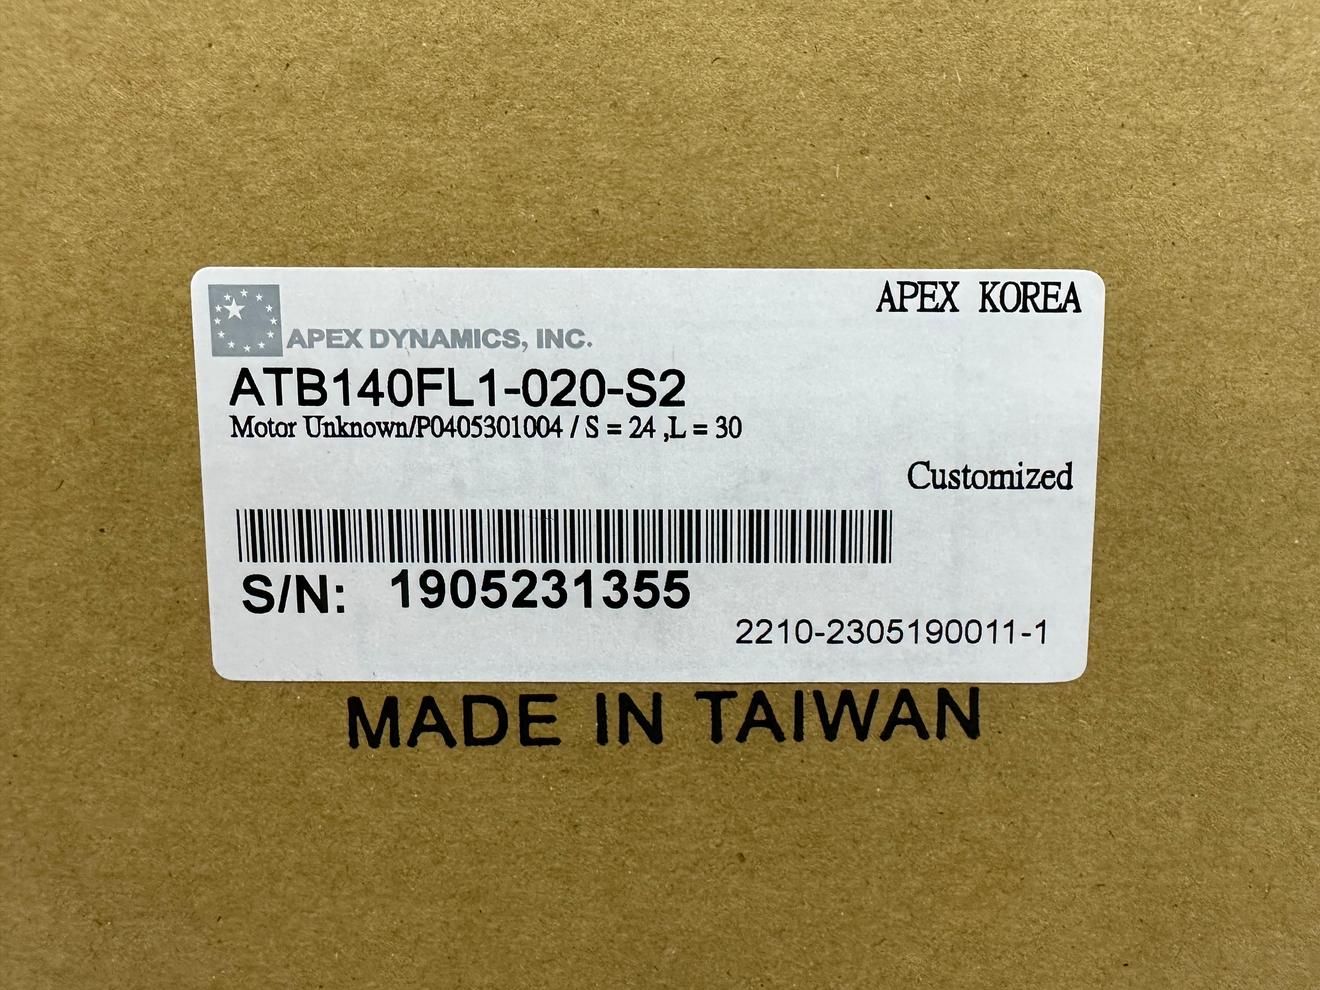 APEX KOREA
APEX DYNAMICS, INC.
ATB140FL1-020-S2
Motor Unknown/P0405301004 / S = 24 ,L = 30
Customized
S/N: 1905231355
2210-2305190011-1
MADE IN TAIWAN